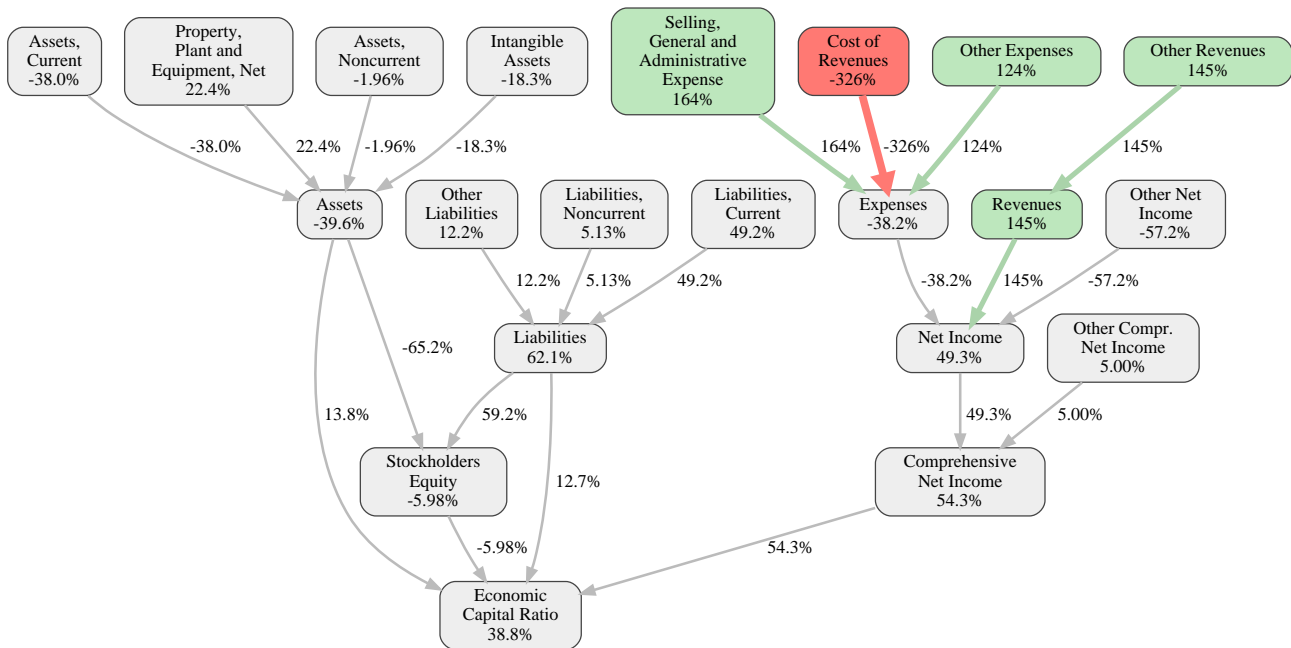 Assets,
Current
-38.0%
Property,
Plant and
Equipment, Net
22.4%
Assets,
Noncurrent
-1.96%
Intangible
Assets
-18.3%
Selling,
General and
Administrative
Expense
164%
Cost of
Revenues
-326%
Other Expenses
124%
Other Revenues
145%
-38.0%
22.4%
-1.96%
-18.3%
164%
-326%
124%
145%
Assets
-39.6%
Other
Liabilities
12.2%
Liabilities,
Noncurrent
5.13%
Liabilities,
Current
49.2%
Expenses
-38.2%
Revenues
145%
Other Net
Income
-57.2%
12.2%
5.13%
49.2%
-38.2%
145%
-57.2%
-65.2%
Liabilities
62.1%
Net Income
49.3%
Other Compr.
Net Income
5.00%
13.8%
59.2%
49.3%
5.00%
Stockholders
Equity
-5.98%
12.7%
Comprehensive
Net Income
54.3%
-5.98%
54.3%
Economic
Capital Ratio
38.8%